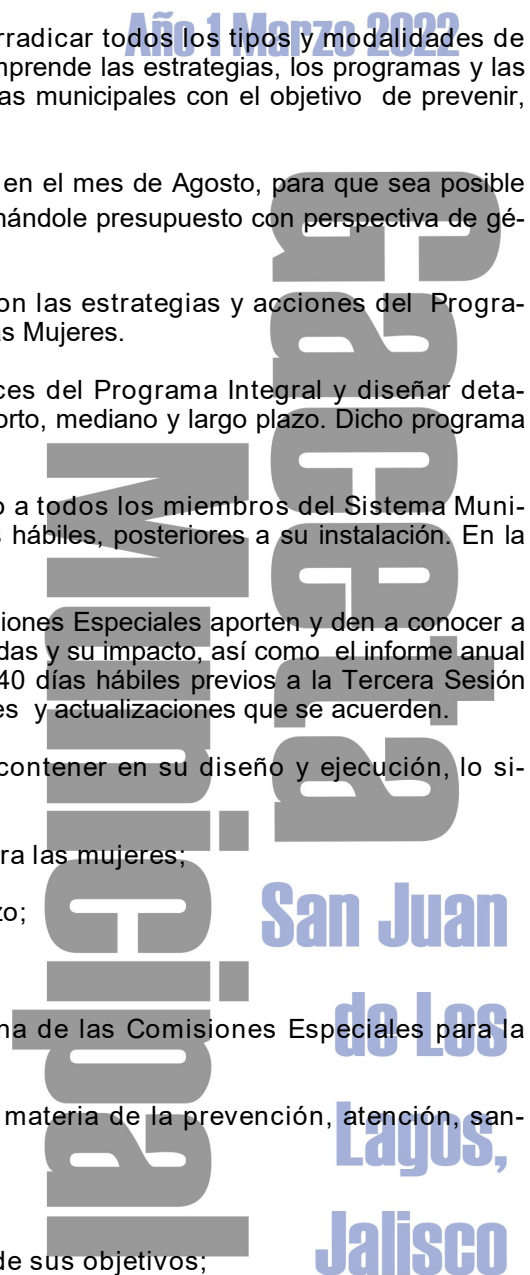 Año 1 Marzo 2022
rradicar todos los tipos y modalidades de
mprende las estrategias, los programas y las
as municipales con el objetivo de prevenir,
en el mes de Agosto, para que sea posible
nándole presupuesto con perspectiva de gé-
on las estrategias y acciones del Progra-
as Mujeres.
ces del Programa Integral y diseñar deta-
orto, mediano y largo plazo. Dicho programa
o a todos los miembros del Sistema Muni-
s hábiles, posteriores a su instalación. En la
siones Especiales aporten y den a conocer a
das y su impacto, así como el informe anual
40 días hábiles previos a la Tercera Sesión
es y actualizaciones que se acuerden.
contener en su diseño y ejecución, lo si-
ra las mujeres;
zo;
na de las Comisiones Especiales para la
materia de la prevención, atención, san-
de sus objetivos;
Gaceta
Municipal
San Juan
de Los
Lagos,
Jalisco